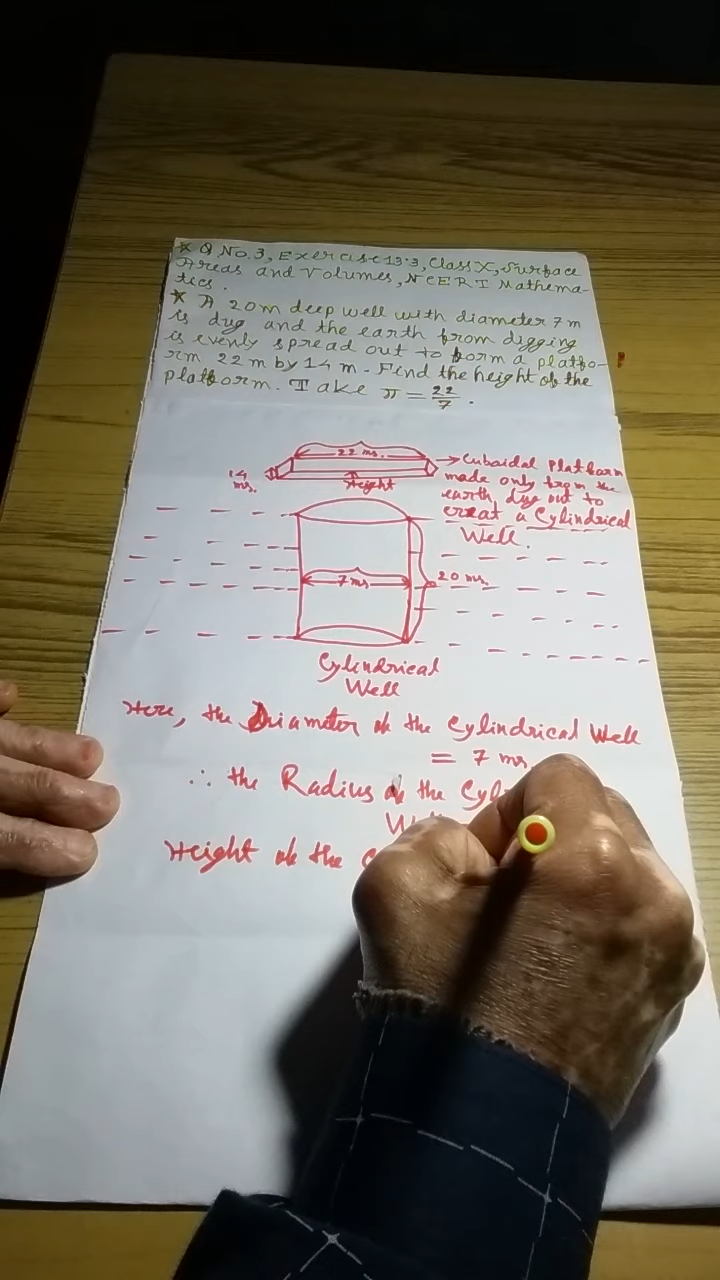 * Q No. 3, Exercise 13.3, Class X, Surface
Areas and Volumes, NCERT Mathema-
tics.
* A 20m deep well with diameter 7 m
is dug and the earth from digging
is evenly spread out to form a platfo-
rm 22 m by 14 m. Find the height of the
platform. Take π = 22/7.
22 ms.
14
ms.
Height
→ Cuboidal Platform
made only from the
earth, dug out to
creat a Cylindrical
Well.
7 ms
20 ms.
Cylindrical
Well
Here, the Diameter of the Cylindrical Well
= 7 ms
∴ the Radius of the
Height of the